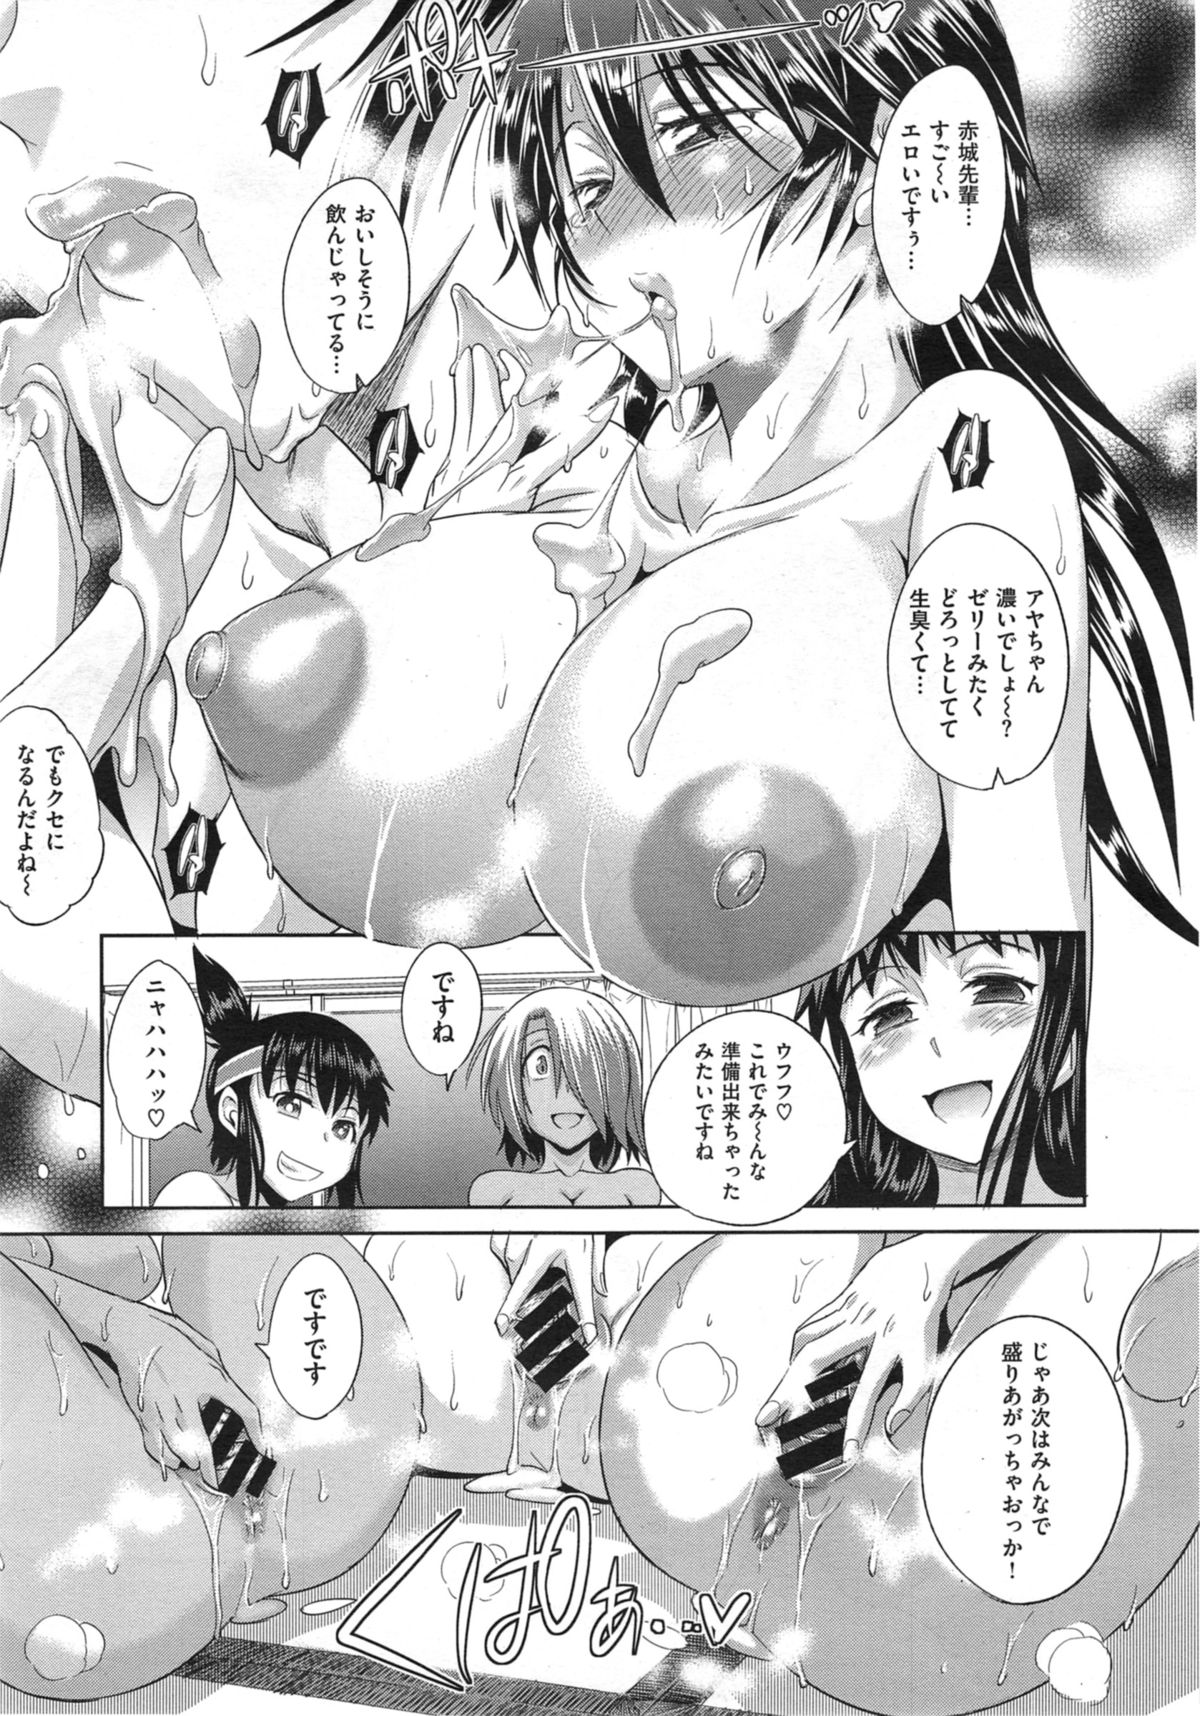 赤城先輩…
すご～い
エロいですぅ…
おいしそうに
飲んじゃってる…
アヤちゃん
濃いでしょ～？
ゼリーみたく
どろっとしてて
生臭くて…
でもクセに
なるんだよね～
ウフフ♡
これでみ～んな
準備出来ちゃった
みたいですね
ですね
ニャハハハッ♡
じゃあ次はみんなで
盛りあがっちゃおっか！
ですです
くぱぁ…♡